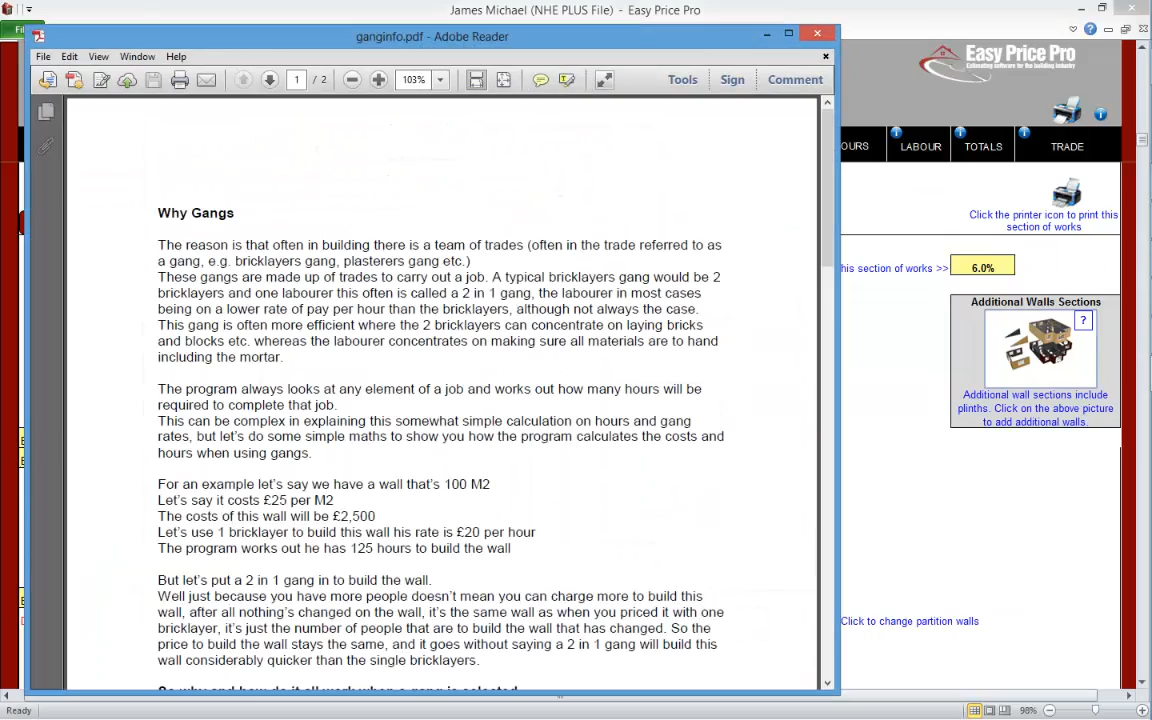 James Michael (NHE PLUS File) - Easy Price Pro
Fil
ganginfo.pdf - Adobe Reader
File Edit View Window Help
1 / 2 103% Tools Sign Comment
Easy Price Pro
Estimating software for the building industry
OURS LABOUR TOTALS TRADE
Click the printer icon to print this
section of works
his section of works >> 6.0%
Additional Walls Sections
?
Additional wall sections include
plinths. Click on the above picture
to add additional walls.
Click to change partition walls
Why Gangs
The reason is that often in building there is a team of trades (often in the trade referred to as
a gang, e.g. bricklayers gang, plasterers gang etc.)
These gangs are made up of trades to carry out a job. A typical bricklayers gang would be 2
bricklayers and one labourer this often is called a 2 in 1 gang, the labourer in most cases
being on a lower rate of pay per hour than the bricklayers, although not always the case.
This gang is often more efficient where the 2 bricklayers can concentrate on laying bricks
and blocks etc. whereas the labourer concentrates on making sure all materials are to hand
including the mortar.
The program always looks at any element of a job and works out how many hours will be
required to complete that job.
This can be complex in explaining this somewhat simple calculation on hours and gang
rates, but let's do some simple maths to show you how the program calculates the costs and
hours when using gangs.
For an example let's say we have a wall that's 100 M2
Let's say it costs £25 per M2
The costs of this wall will be £2,500
Let's use 1 bricklayer to build this wall his rate is £20 per hour
The program works out he has 125 hours to build the wall
But let's put a 2 in 1 gang in to build the wall.
Well just because you have more people doesn't mean you can charge more to build this
wall, after all nothing's changed on the wall, it's the same wall as when you priced it with one
bricklayer, it's just the number of people that are to build the wall that has changed. So the
price to build the wall stays the same, and it goes without saying a 2 in 1 gang will build this
wall considerably quicker than the single bricklayers.
So why and how do it all work when a gang is selected
Ready 98%